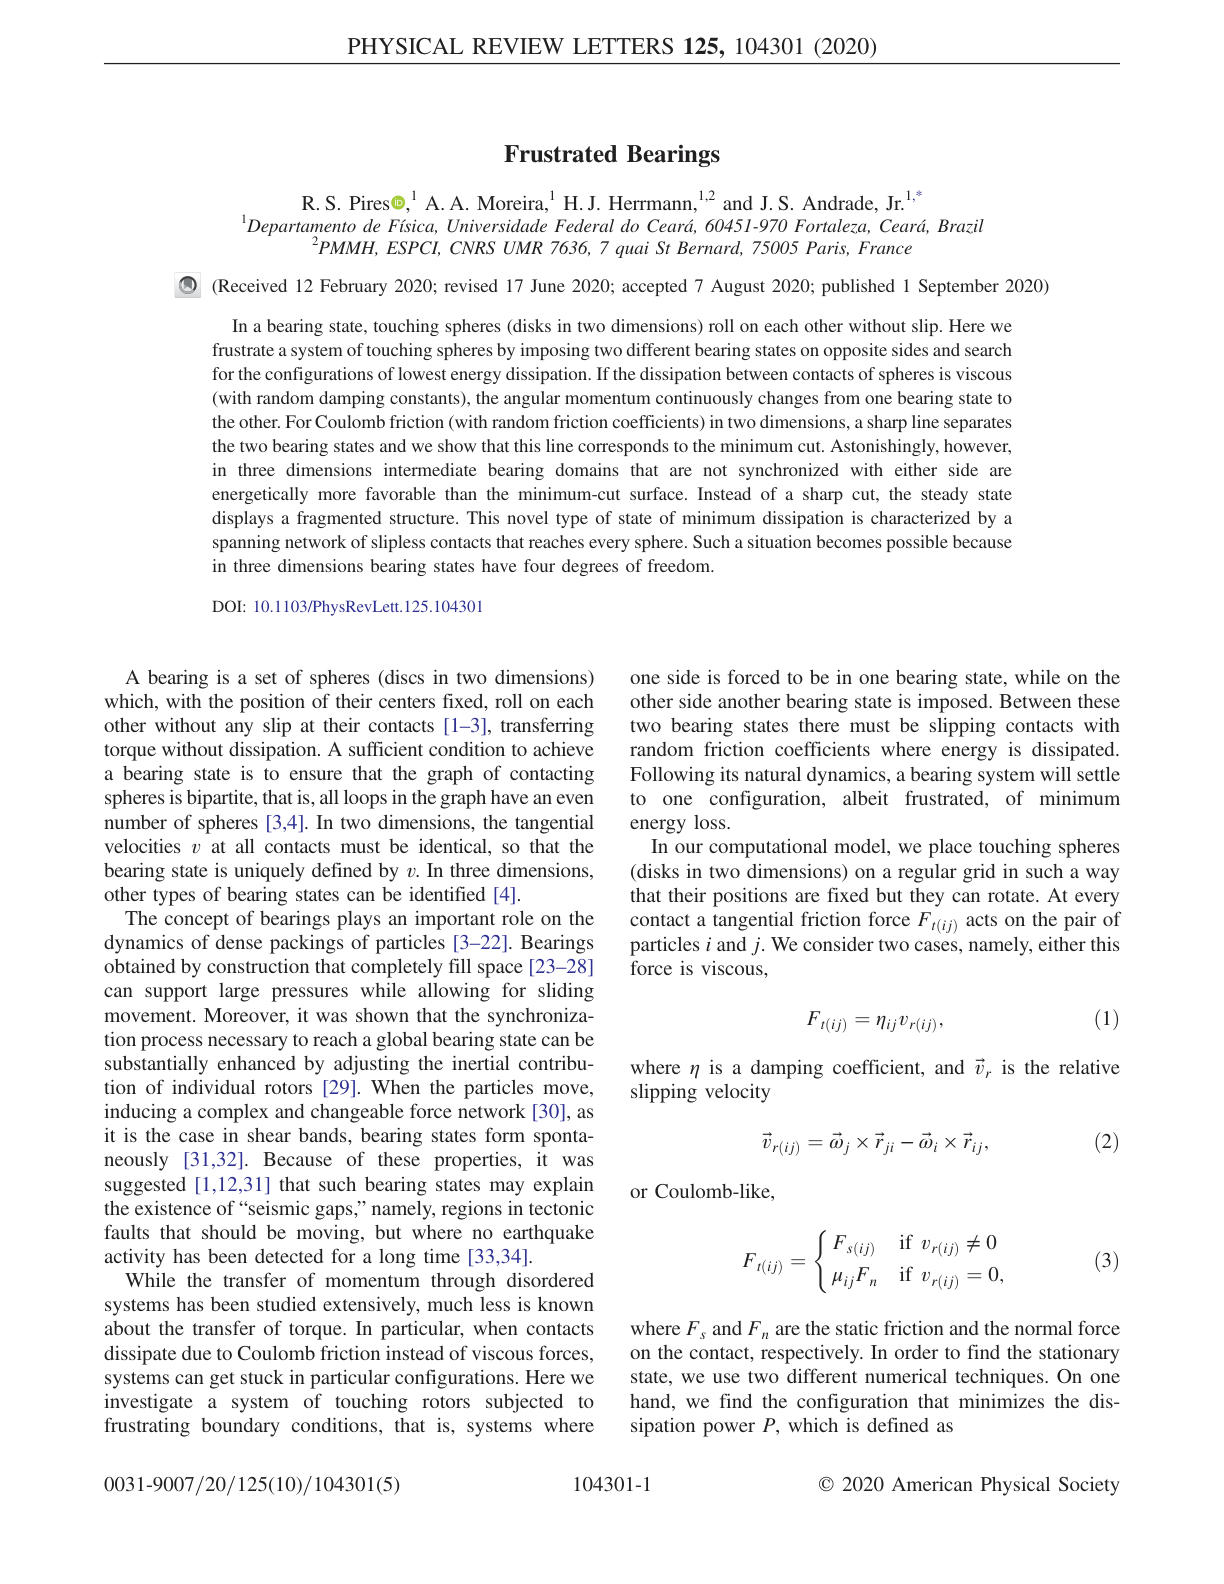 PHYSICAL REVIEW LETTERS 125, 104301 (2020)
Frustrated Bearings
R. S. Pires,1 A. A. Moreira,1 H. J. Herrmann,1,2 and J. S. Andrade, Jr.1,*
1Departamento de Física, Universidade Federal do Ceará, 60451-970 Fortaleza, Ceará, Brazil
2PMMH, ESPCI, CNRS UMR 7636, 7 quai St Bernard, 75005 Paris, France
(Received 12 February 2020; revised 17 June 2020; accepted 7 August 2020; published 1 September 2020)
In a bearing state, touching spheres (disks in two dimensions) roll on each other without slip. Here we
frustrate a system of touching spheres by imposing two different bearing states on opposite sides and search
for the configurations of lowest energy dissipation. If the dissipation between contacts of spheres is viscous
(with random damping constants), the angular momentum continuously changes from one bearing state to
the other. For Coulomb friction (with random friction coefficients) in two dimensions, a sharp line separates
the two bearing states and we show that this line corresponds to the minimum cut. Astonishingly, however,
in three dimensions intermediate bearing domains that are not synchronized with either side are
energetically more favorable than the minimum-cut surface. Instead of a sharp cut, the steady state
displays a fragmented structure. This novel type of state of minimum dissipation is characterized by a
spanning network of slipless contacts that reaches every sphere. Such a situation becomes possible because
in three dimensions bearing states have four degrees of freedom.
DOI: 10.1103/PhysRevLett.125.104301
A bearing is a set of spheres (discs in two dimensions)
which, with the position of their centers fixed, roll on each
other without any slip at their contacts [1–3], transferring
torque without dissipation. A sufficient condition to achieve
a bearing state is to ensure that the graph of contacting
spheres is bipartite, that is, all loops in the graph have an even
number of spheres [3,4]. In two dimensions, the tangential
velocities v at all contacts must be identical, so that the
bearing state is uniquely defined by v. In three dimensions,
other types of bearing states can be identified [4].
The concept of bearings plays an important role on the
dynamics of dense packings of particles [3–22]. Bearings
obtained by construction that completely fill space [23–28]
can support large pressures while allowing for sliding
movement. Moreover, it was shown that the synchroniza-
tion process necessary to reach a global bearing state can be
substantially enhanced by adjusting the inertial contribu-
tion of individual rotors [29]. When the particles move,
inducing a complex and changeable force network [30], as
it is the case in shear bands, bearing states form sponta-
neously [31,32]. Because of these properties, it was
suggested [1,12,31] that such bearing states may explain
the existence of “seismic gaps,” namely, regions in tectonic
faults that should be moving, but where no earthquake
activity has been detected for a long time [33,34].
While the transfer of momentum through disordered
systems has been studied extensively, much less is known
about the transfer of torque. In particular, when contacts
dissipate due to Coulomb friction instead of viscous forces,
systems can get stuck in particular configurations. Here we
investigate a system of touching rotors subjected to
frustrating boundary conditions, that is, systems where
one side is forced to be in one bearing state, while on the
other side another bearing state is imposed. Between these
two bearing states there must be slipping contacts with
random friction coefficients where energy is dissipated.
Following its natural dynamics, a bearing system will settle
to one configuration, albeit frustrated, of minimum
energy loss.
In our computational model, we place touching spheres
(disks in two dimensions) on a regular grid in such a way
that their positions are fixed but they can rotate. At every
contact a tangential friction force F_{t(ij)} acts on the pair of
particles i and j. We consider two cases, namely, either this
force is viscous,
F_{t(ij)} = η_{ij}v_{r(ij)}, (1)
where η is a damping coefficient, and v⃗_r is the relative
slipping velocity
v⃗_{r(ij)} = ω⃗_j × r⃗_{ji} − ω⃗_i × r⃗_{ij}, (2)
or Coulomb-like,
F_{t(ij)} = { F_{s(ij)} if v_{r(ij)} ≠ 0
μ_{ij}F_n if v_{r(ij)} = 0, (3)
where F_s and F_n are the static friction and the normal force
on the contact, respectively. In order to find the stationary
state, we use two different numerical techniques. On one
hand, we find the configuration that minimizes the dis-
sipation power P, which is defined as
0031-9007/20/125(10)/104301(5) 104301-1 © 2020 American Physical Society